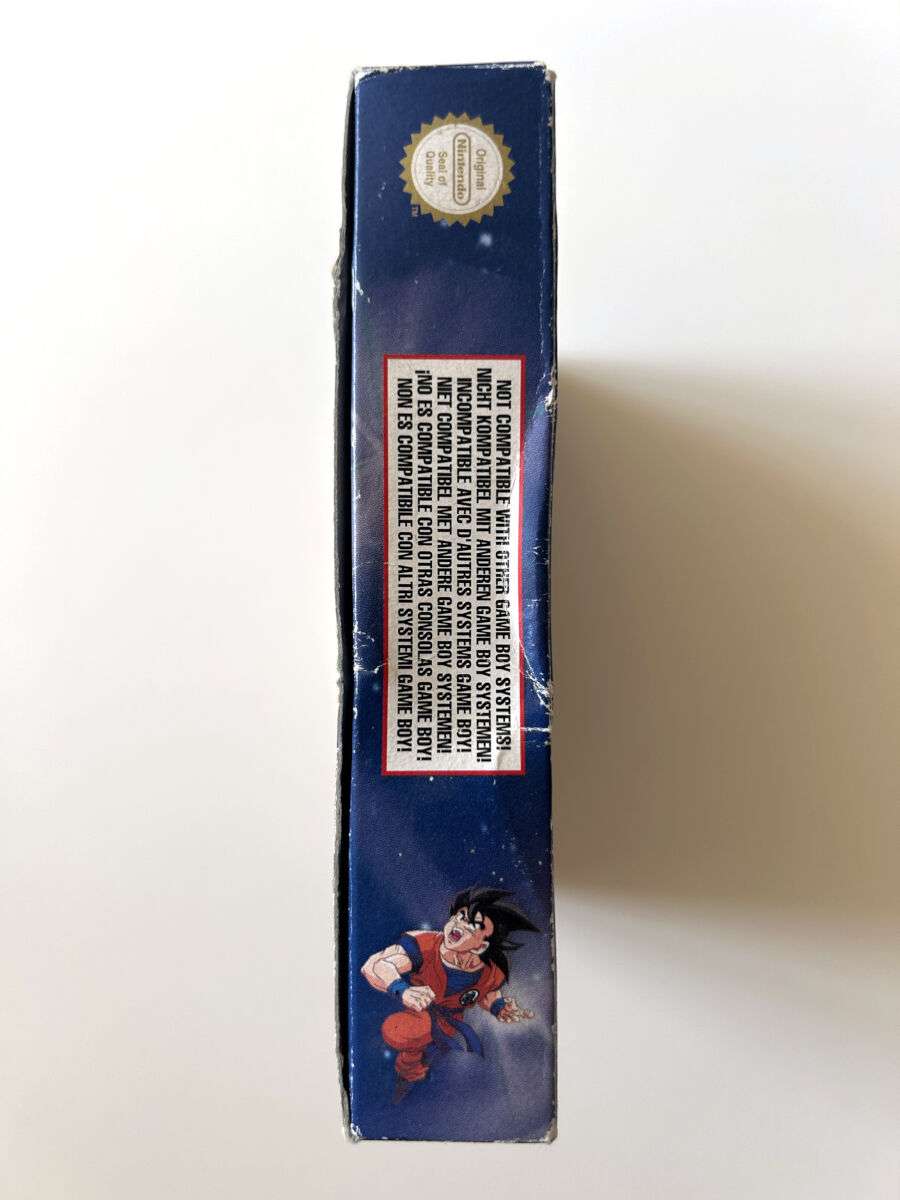 Original
Nintendo
Seal of
Quality
TM
NOT COMPATIBLE WITH OTHER GAME BOY SYSTEMS!
NICHT KOMPATIBEL MIT ANDEREN GAME BOY SYSTEMEN!
INCOMPATIBLE AVEC D'AUTRES SYSTEMS GAME BOY!
NIET COMPATIBEL MET ANDERE GAME BOY SYSTEMEN!
¡NO ES COMPATIBLE CON OTRAS CONSOLAS GAME BOY!
NON ES COMPATIBILE CON ALTRI SYSTEMI GAME BOY!